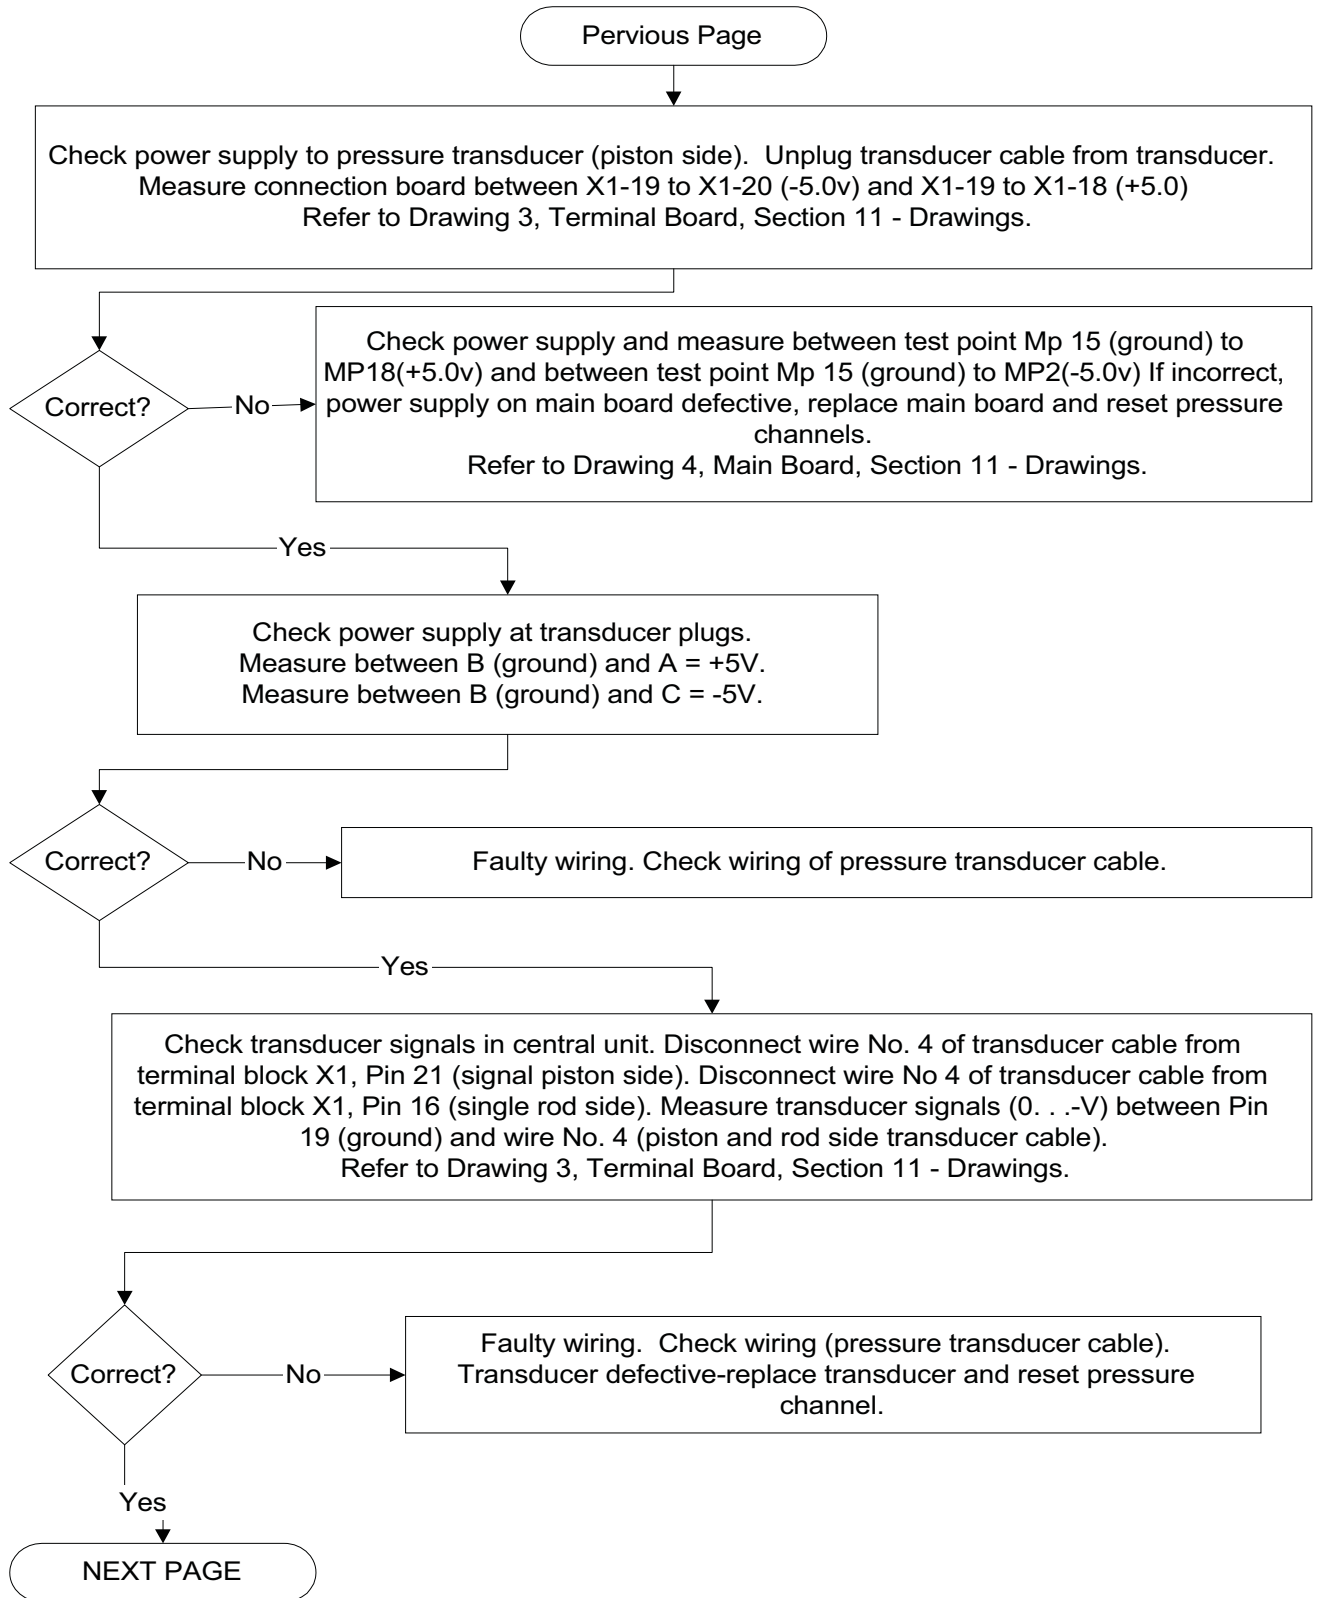 Pervious Page
Check power supply to pressure transducer (piston side).  Unplug transducer cable from transducer.
Measure connection board between X1-19 to X1-20 (-5.0v) and X1-19 to X1-18 (+5.0)
Refer to Drawing 3, Terminal Board, Section 11 - Drawings.
Correct?
No
Check power supply and measure between test point Mp 15 (ground) to
MP18(+5.0v) and between test point Mp 15 (ground) to MP2(-5.0v) If incorrect,
power supply on main board defective, replace main board and reset pressure
channels.
Refer to Drawing 4, Main Board, Section 11 - Drawings.
Yes
Check power supply at transducer plugs.
Measure between B (ground) and A = +5V.
Measure between B (ground) and C = -5V.
Correct?
No
Faulty wiring. Check wiring of pressure transducer cable.
Yes
Check transducer signals in central unit. Disconnect wire No. 4 of transducer cable from
terminal block X1, Pin 21 (signal piston side). Disconnect wire No 4 of transducer cable from
terminal block X1, Pin 16 (single rod side). Measure transducer signals (0. . .-V) between Pin
19 (ground) and wire No. 4 (piston and rod side transducer cable).
Refer to Drawing 3, Terminal Board, Section 11 - Drawings.
Correct?
No
Faulty wiring.  Check wiring (pressure transducer cable).
Transducer defective-replace transducer and reset pressure
channel.
Yes
NEXT PAGE